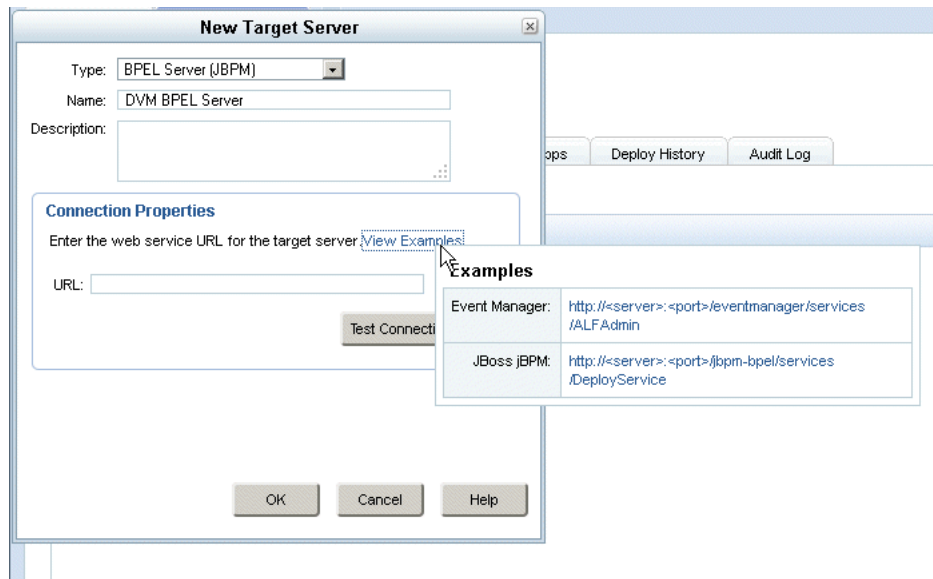 New Target Server
Type: BPEL Server (JBPM)
Name: DVM BPEL Server
Description:
Deploy History
Audit Log
Connection Properties
Enter the web service URL for the target server. View Examples
URL:
Test
Examples
Event Manager: http://<server>:<port>/eventmanager/services
/ALFAdmin
JBoss jBPM: http://<server>:<port>/jbpm-bpel/services
/DeployService
OK
Cancel
Help